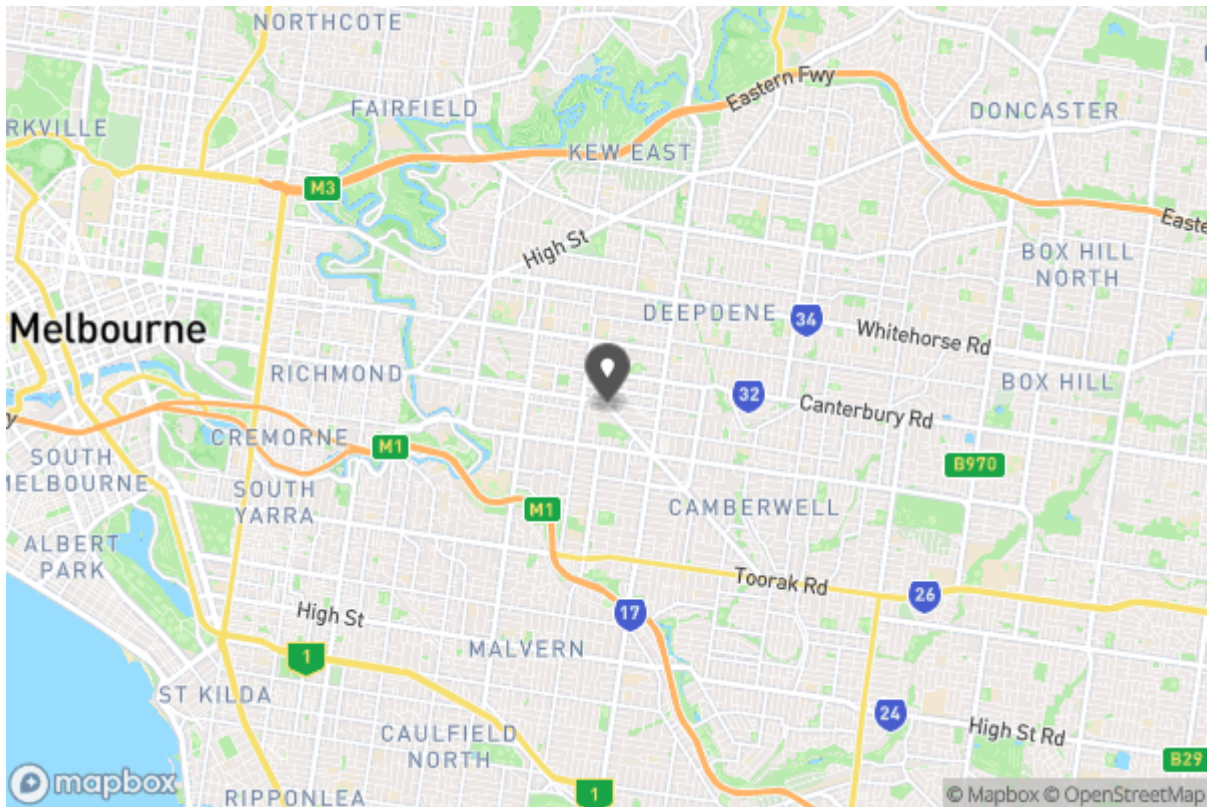 NORTHCOTE
Eastern Fwy
FAIRFIELD
DONCASTER
RKVILLE
KEW EAST
M3
Easte
High St
BOX HILL
NORTH
DEEPDENE
34
Melbourne
Whitehorse Rd
RICHMOND
BOX HILL
32
Canterbury Rd
y
CREMORNE
M1
B970
SOUTH
MELBOURNE
SOUTH
YARRA
M1
CAMBERWELL
ALBERT
PARK
Toorak Rd
26
17
High St
1
MALVERN
ST KILDA
24
High St Rd
CAULFIELD
NORTH
B29
mapbox
1
RIPPONLEA
© Mapbox © OpenStreetMap